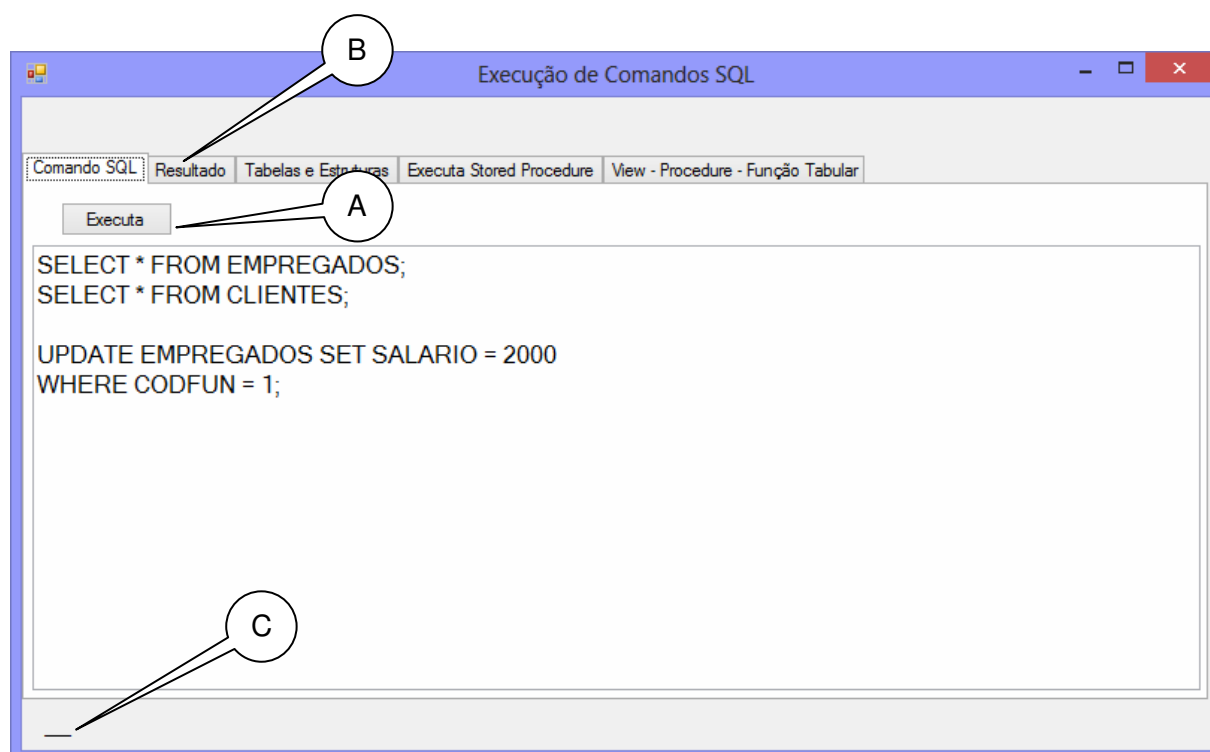 B
Execução de Comandos SQL
Comando SQL Resultado Tabelas e Estruturas Executa Stored Procedure View - Procedure - Função Tabular
Executa
A
SELECT * FROM EMPREGADOS;
SELECT * FROM CLIENTES;
UPDATE EMPREGADOS SET SALARIO = 2000
WHERE CODFUN = 1;
C